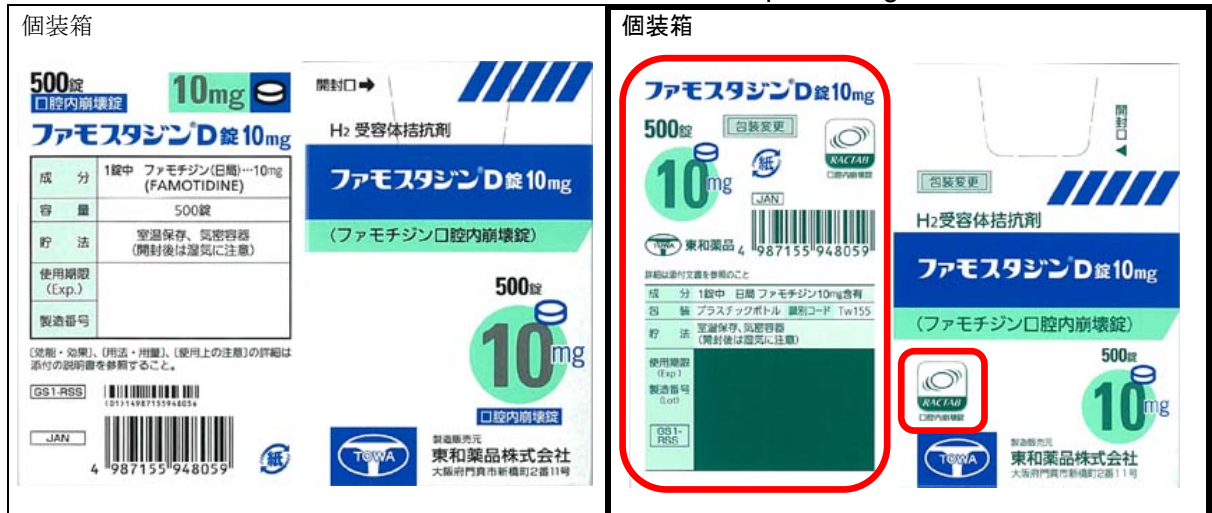 個装箱
500錠
口腔内崩壊錠
10mg
ファモスタジン®D錠10mg
成 分 1錠中 ファモチジン(日局)…10mg
(FAMOTIDINE)
容 量 500錠
貯 法 室温保存、気密容器
(開封後は湿気に注意)
使用期限
(Exp.)
製造番号
〔効能・効果〕、〔用法・用量〕、〔使用上の注意〕の詳細は
添付の説明書を参照すること。
GS1-RSS
(01)14987155948056
JAN
4 987155 948059
紙
開封口➡
H2 受容体拮抗剤
ファモスタジン®D錠10mg
(ファモチジン口腔内崩壊錠)
500錠
10mg
口腔内崩壊錠
TOWA
製造販売元
東和薬品株式会社
大阪府門真市新橋町2番11号
個装箱
ファモスタジン®D錠10mg
500錠
包装変更
10mg
紙
RACTAB
口腔内崩壊錠
JAN
TOWA 東和薬品
4 987155 948059
詳細は添付文書を参照のこと
成 分 1錠中 日局 ファモチジン10mg含有
包 装 プラスチックボトル 識別コード Tw155
貯 法 室温保存、気密容器
(開封後は湿気に注意)
使用期限
(Exp.)
製造番号
(Lot)
GS1-
RSS
開封口◀
包装変更
H2受容体拮抗剤
ファモスタジン®D錠10mg
(ファモチジン口腔内崩壊錠)
500錠
10mg
RACTAB
口腔内崩壊錠
TOWA
製造販売元
東和薬品株式会社
大阪府門真市新橋町2番11号